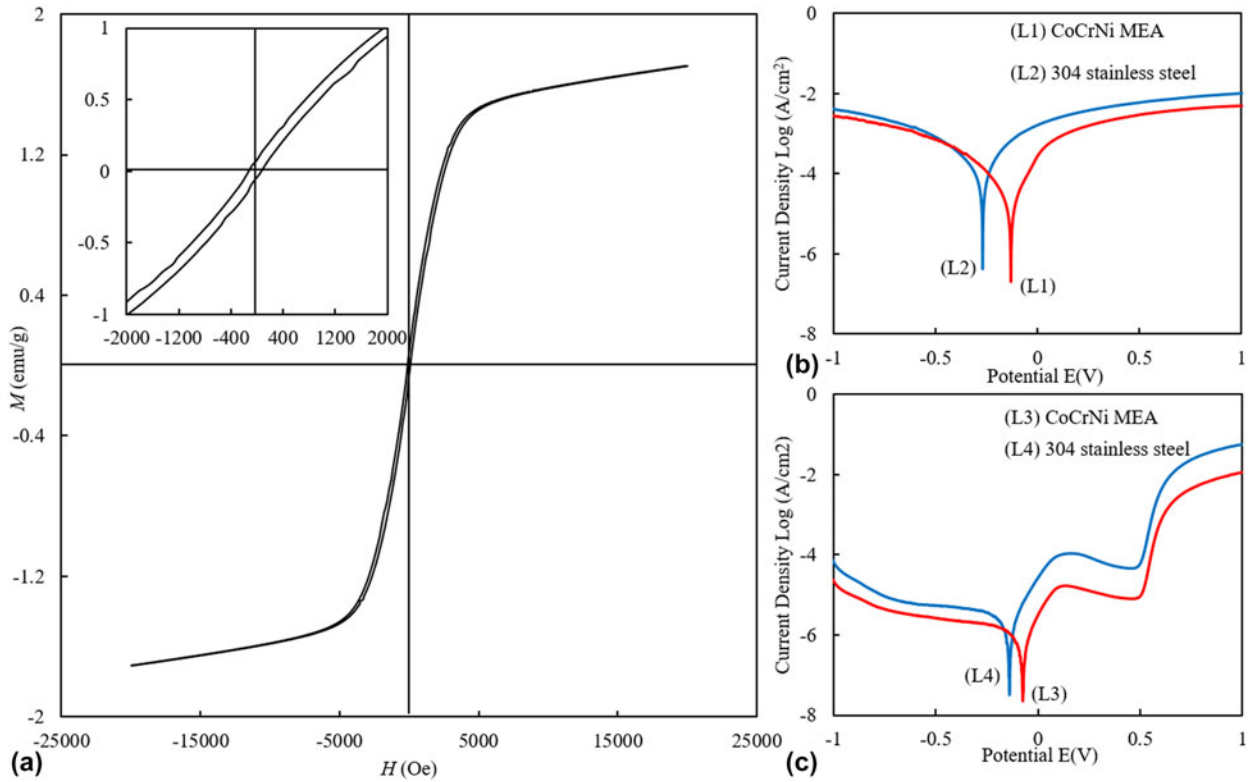 2
1.2
0.4
-0.4
-1.2
-2
M (emu/g)
-25000 -15000 -5000 5000 15000 25000
H (Oe)
(a)
1
0.5
0
-0.5
-1
-2000 -1200 -400 400 1200 2000
0
-2
-4
-6
-8
Current Density Log (A/cm²)
(L1) CoCrNi MEA
(L2) 304 stainless steel
(L2)
(L1)
-1 -0.5 0 0.5 1
Potential E(V)
(b)
0
-2
-4
-6
-8
Current Density Log (A/cm2)
(L3) CoCrNi MEA
(L4) 304 stainless steel
(L4)
(L3)
-1 -0.5 0 0.5 1
Potential E(V)
(c)